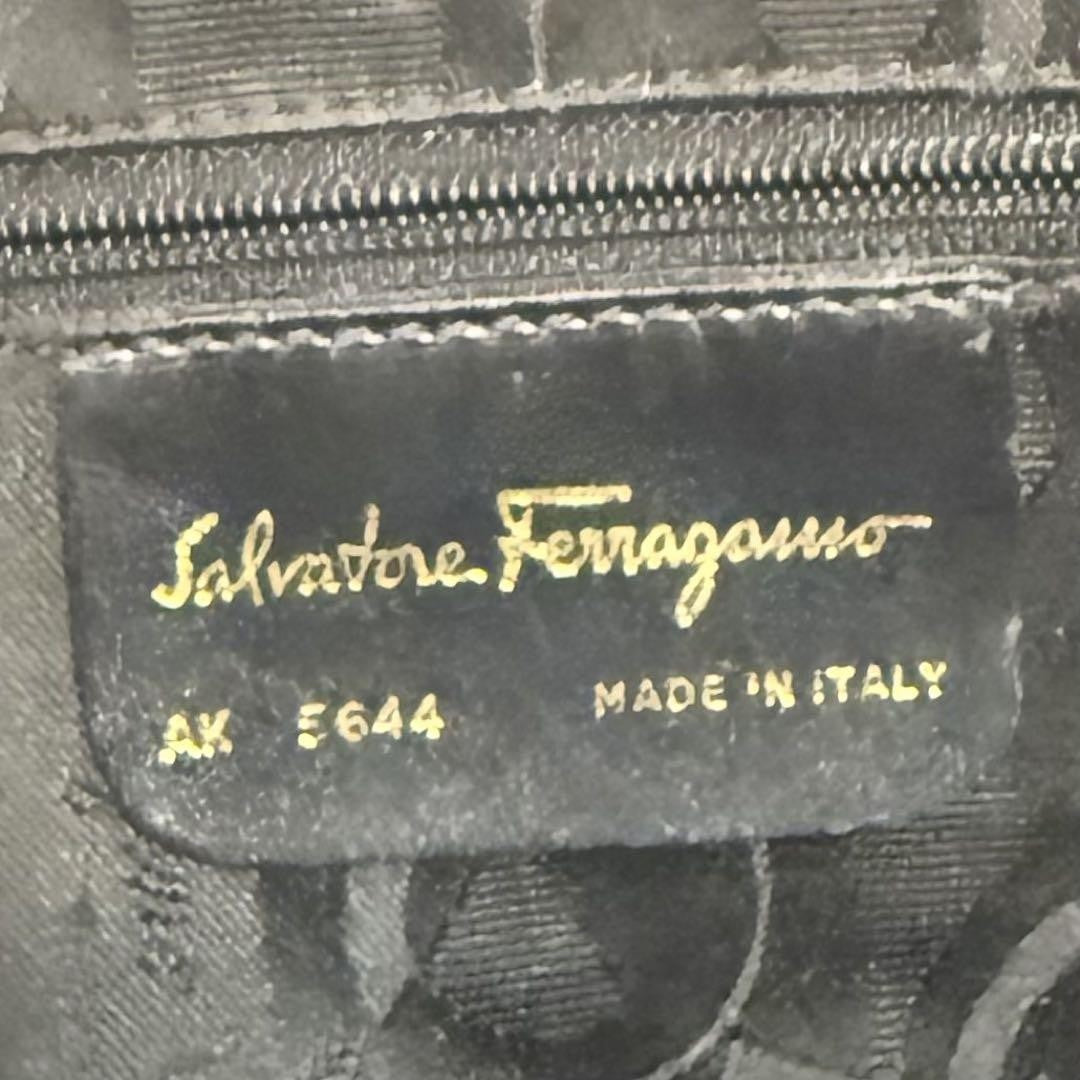 Salvatore Ferragamo
AK E644 MADE IN ITALY